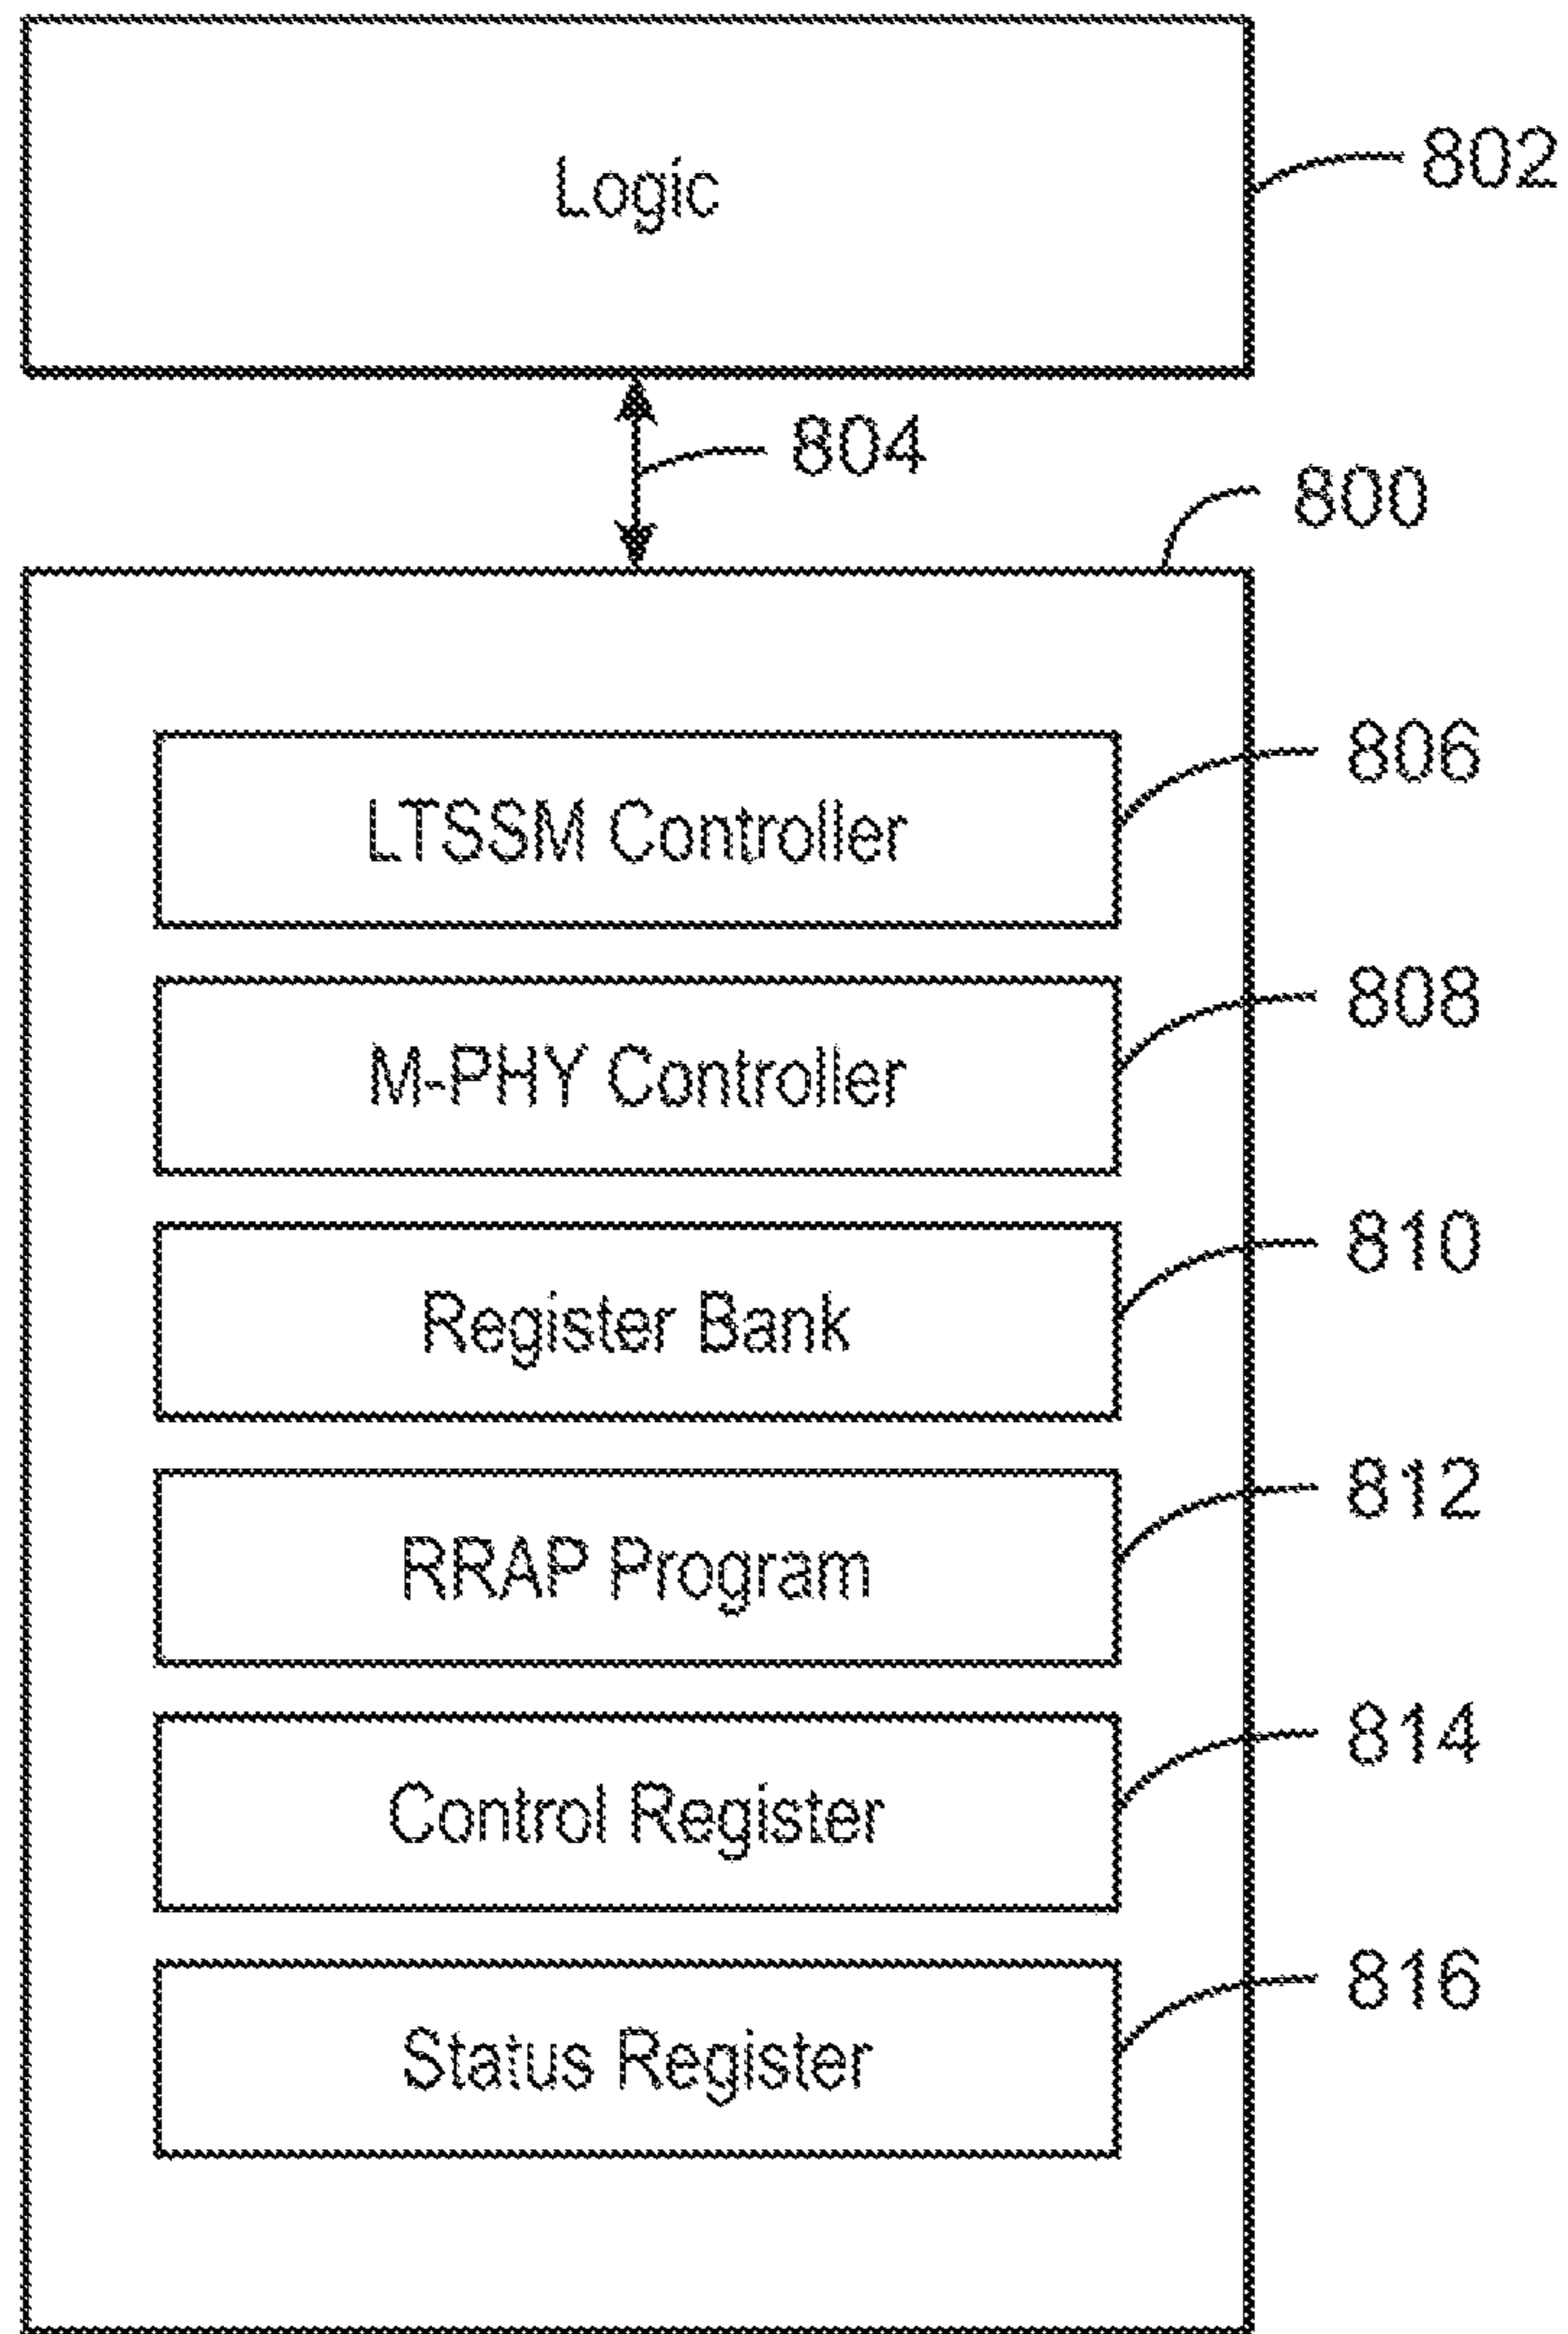 Logic
802
804
800
LTSSM Controller
806
M-PHY Controller
808
Register Bank
810
RRAP Program
812
Control Register
814
Status Register
816